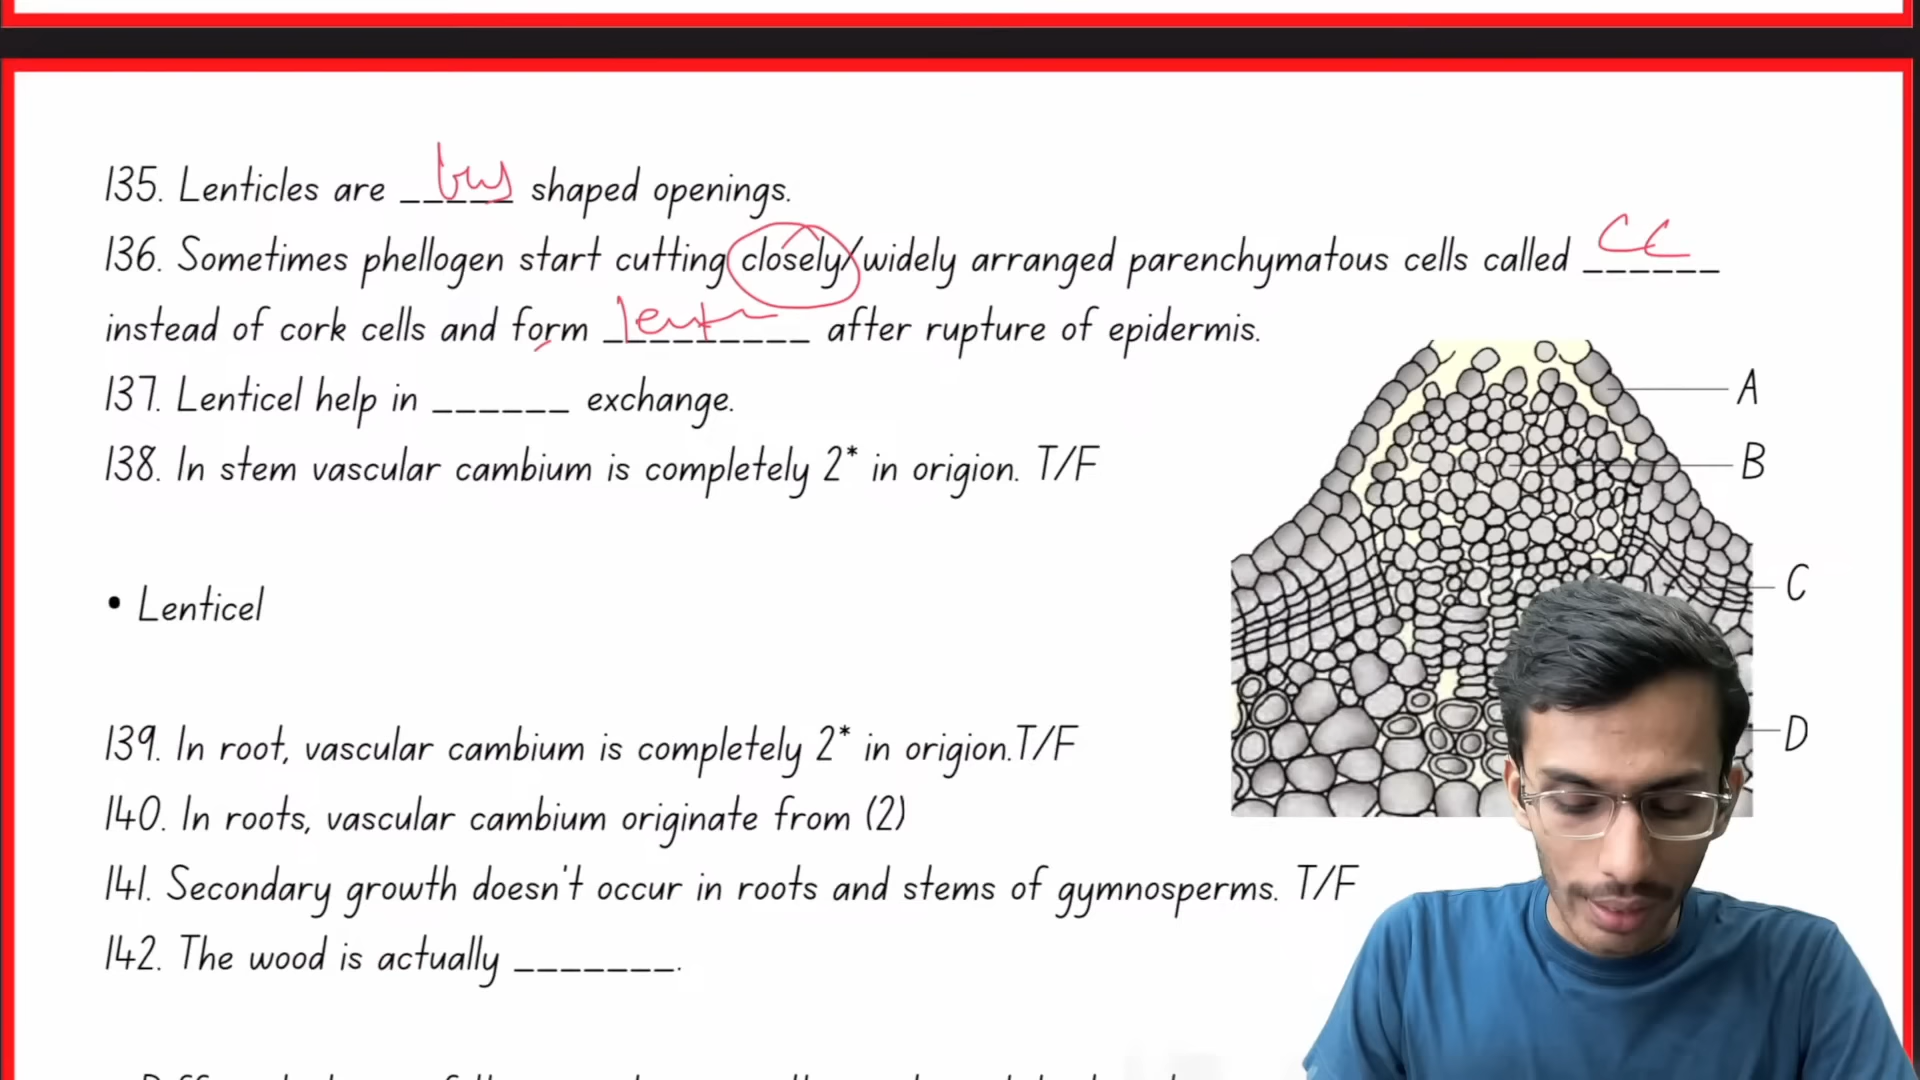 135. Lenticles are _____ shaped openings.
136. Sometimes phellogen start cutting closely/widely arranged parenchymatous cells called CC ______
instead of cork cells and form _________ after rupture of epidermis.
137. Lenticel help in ______ exchange.
138. In stem vascular cambium is completely 2* in origion. T/F
• Lenticel
A
B
C
D
139. In root, vascular cambium is completely 2* in origion.T/F
140. In roots, vascular cambium originate from (2)
141. Secondary growth doesn't occur in roots and stems of gymnosperms. T/F
142. The wood is actually _______.